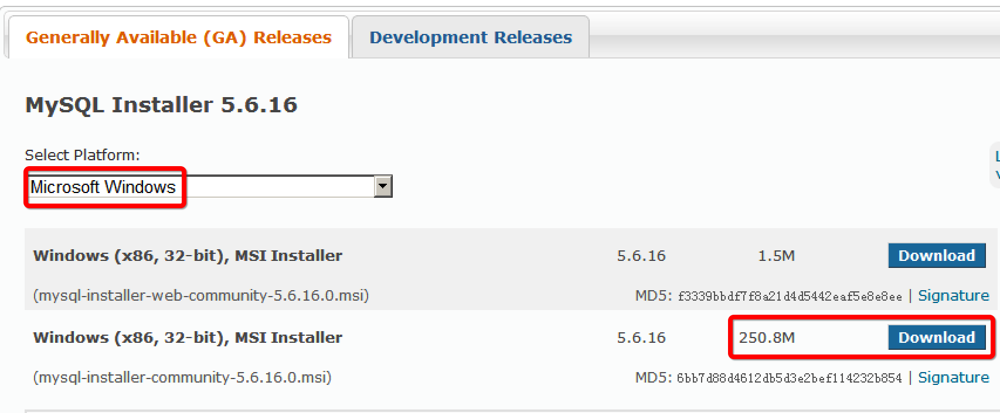 Generally Available (GA) Releases
Development Releases
MySQL Installer 5.6.16
Select Platform:
Microsoft Windows
Windows (x86, 32-bit), MSI Installer 5.6.16 1.5M Download
(mysql-installer-web-community-5.6.16.0.msi) MD5: f3339bbdf7f8a21d4d5442eaf5e8e8ee | Signature
Windows (x86, 32-bit), MSI Installer 5.6.16 250.8M Download
(mysql-installer-community-5.6.16.0.msi) MD5: 6bb7d88d4612db5d3e2bef114232b854 | Signature